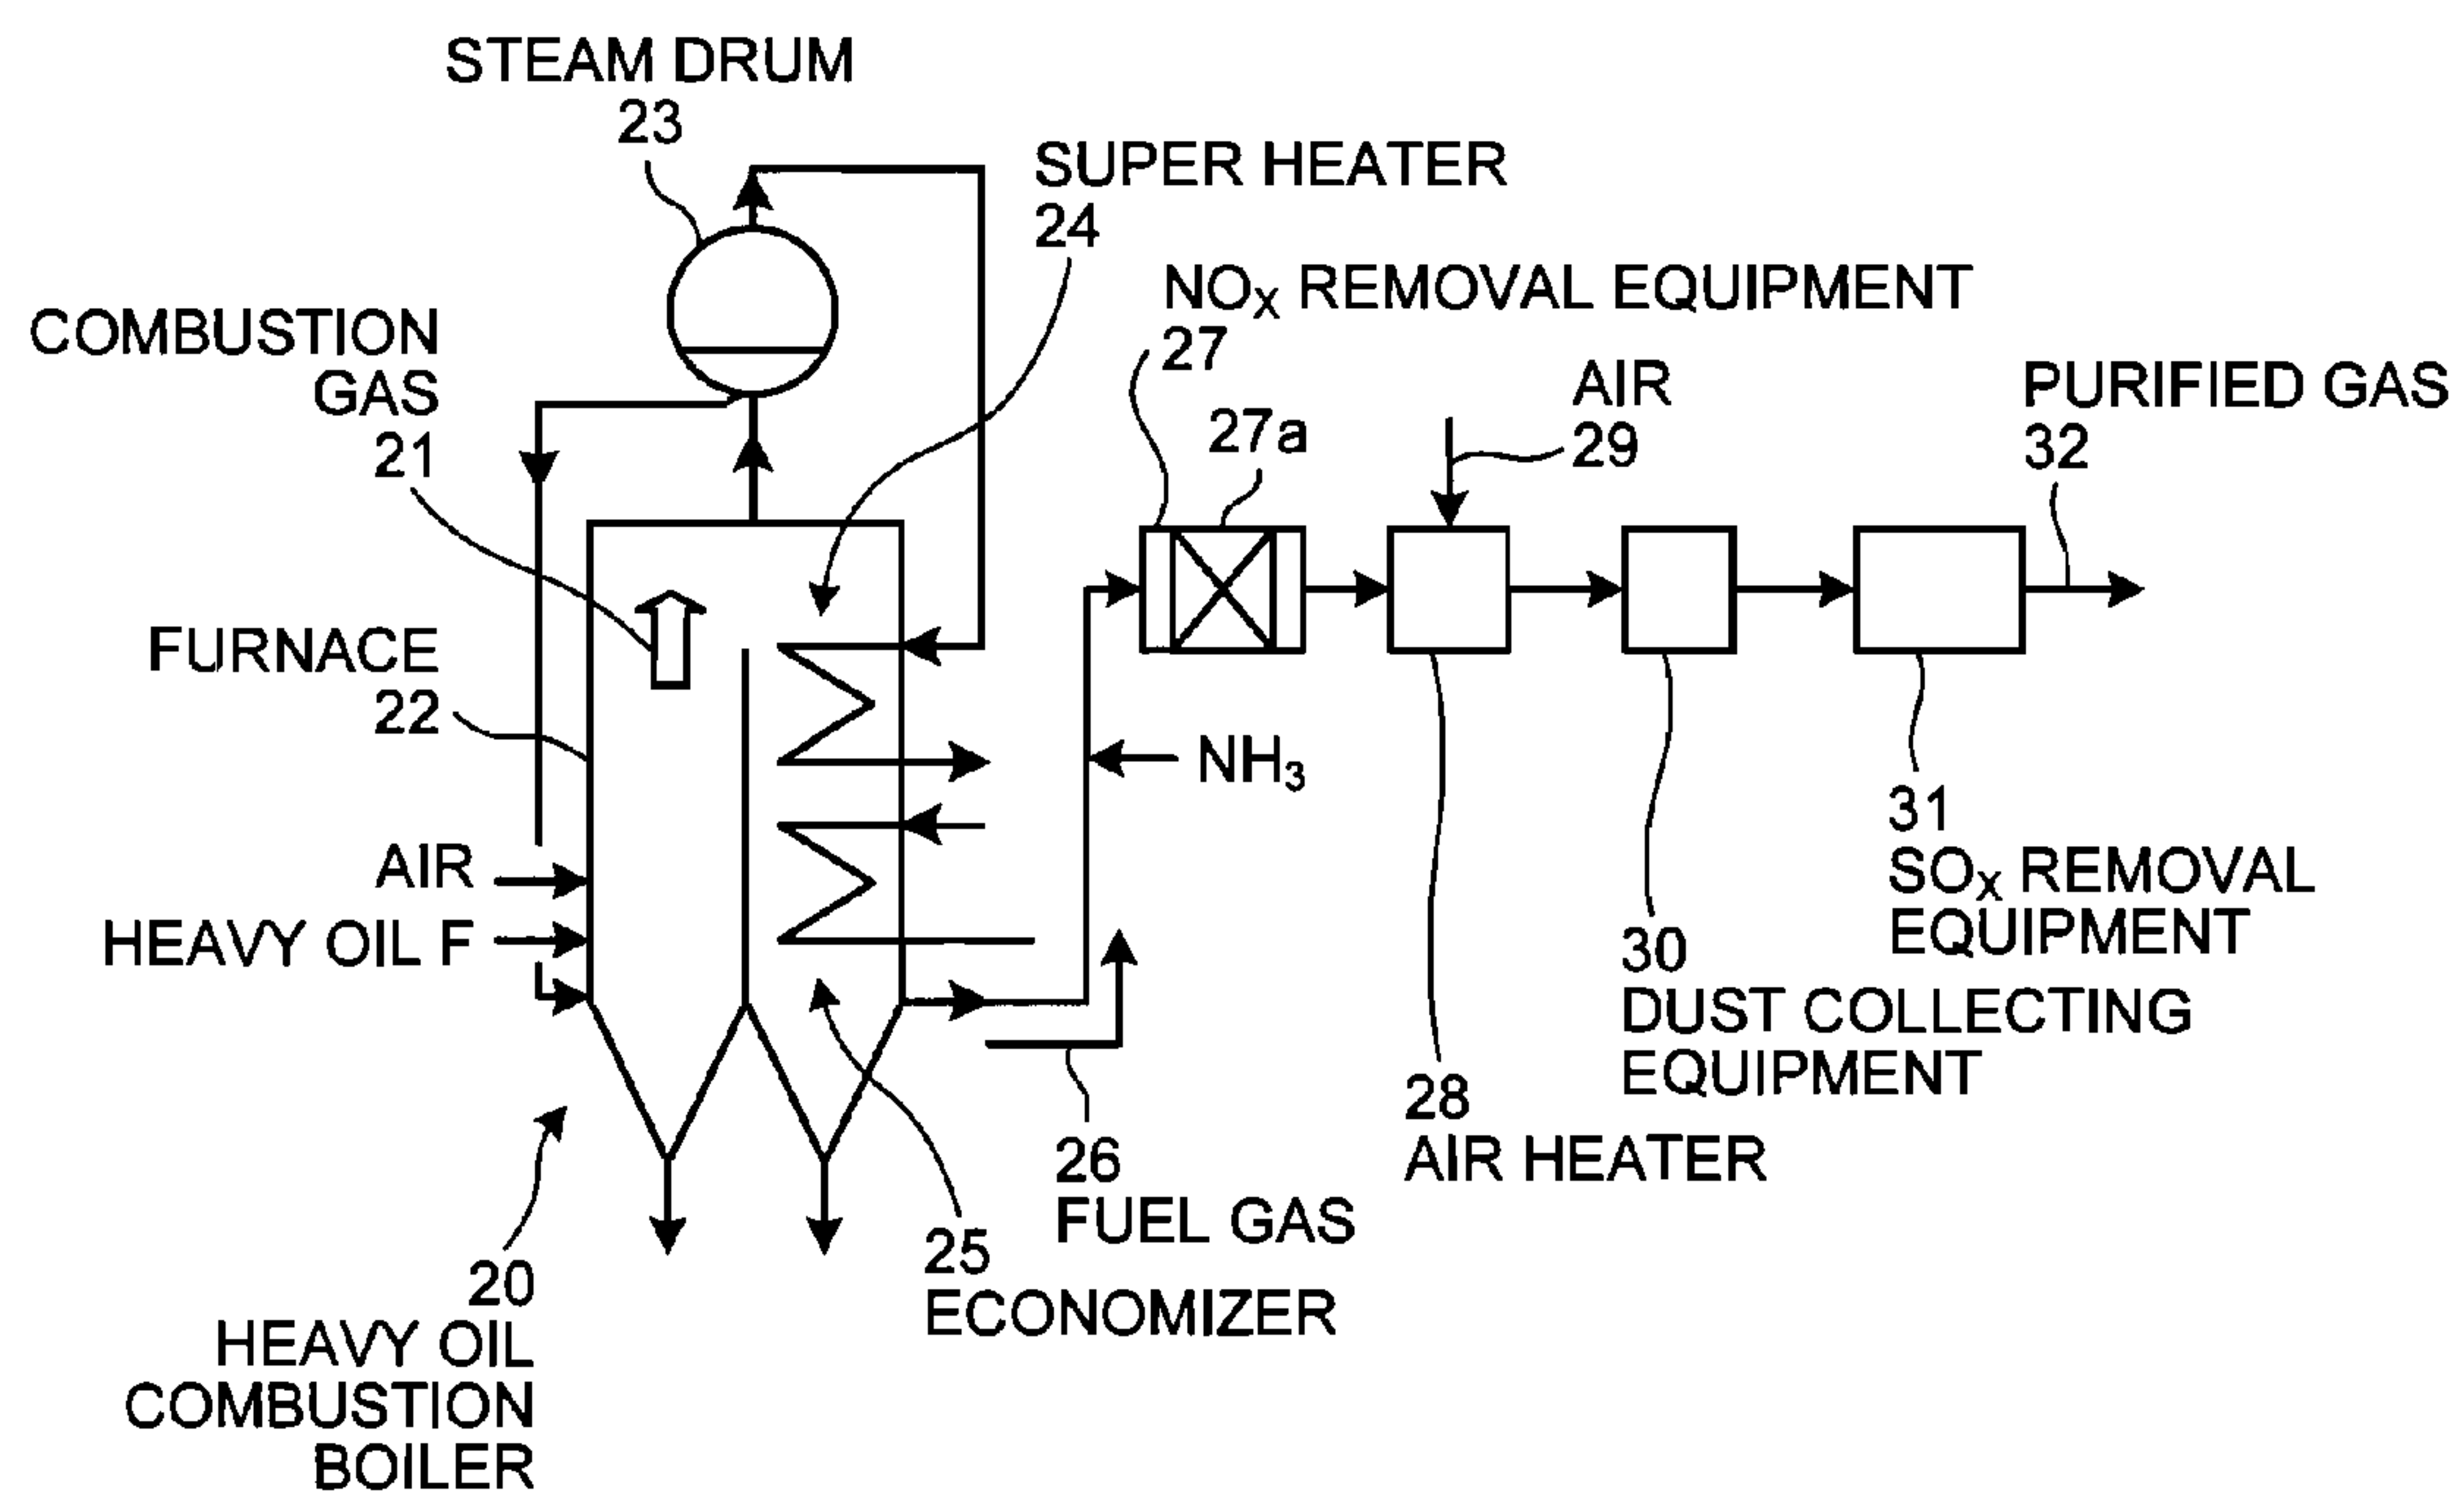 STEAM DRUM
23
SUPER HEATER
24
NOX REMOVAL EQUIPMENT
27
27a
AIR
29
PURIFIED GAS
32
COMBUSTION
GAS
21
FURNACE
22
AIR
HEAVY OIL F
NH3
31
SOX REMOVAL
EQUIPMENT
30
DUST COLLECTING
EQUIPMENT
28
AIR HEATER
26
FUEL GAS
25
ECONOMIZER
20
HEAVY OIL
COMBUSTION
BOILER